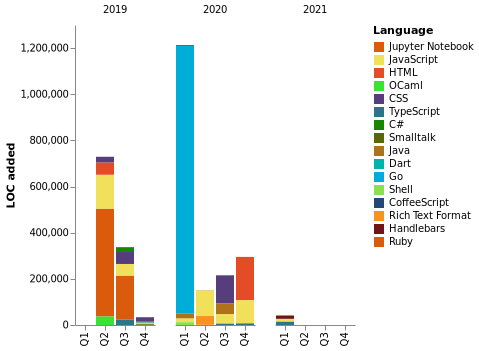 2019 2020 2021
LOC added
1,200,000
1,000,000
800,000
600,000
400,000
200,000
0
Q1 Q2 Q3 Q4 Q1 Q2 Q3 Q4 Q1 Q2 Q3 Q4
Language
Jupyter Notebook
JavaScript
HTML
OCaml
CSS
TypeScript
C#
Smalltalk
Java
Dart
Go
Shell
CoffeeScript
Rich Text Format
Handlebars
Ruby